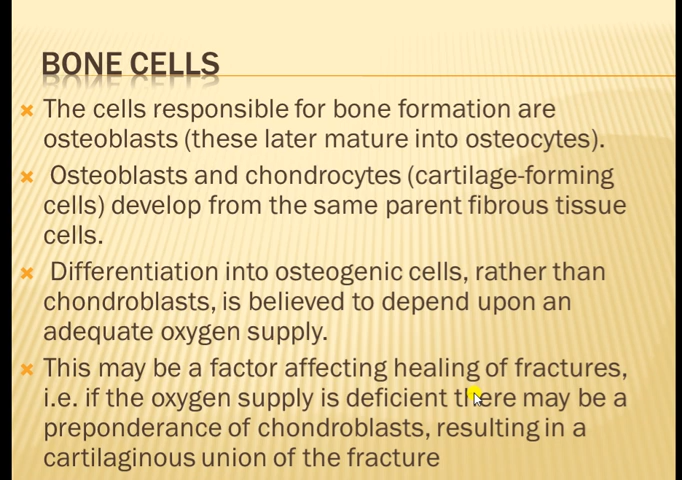 BONE CELLS
The cells responsible for bone formation are
osteoblasts (these later mature into osteocytes).
Osteoblasts and chondrocytes (cartilage-forming
cells) develop from the same parent fibrous tissue
cells.
Differentiation into osteogenic cells, rather than
chondroblasts, is believed to depend upon an
adequate oxygen supply.
This may be a factor affecting healing of fractures,
i.e. if the oxygen supply is deficient there may be a
preponderance of chondroblasts, resulting in a
cartilaginous union of the fracture